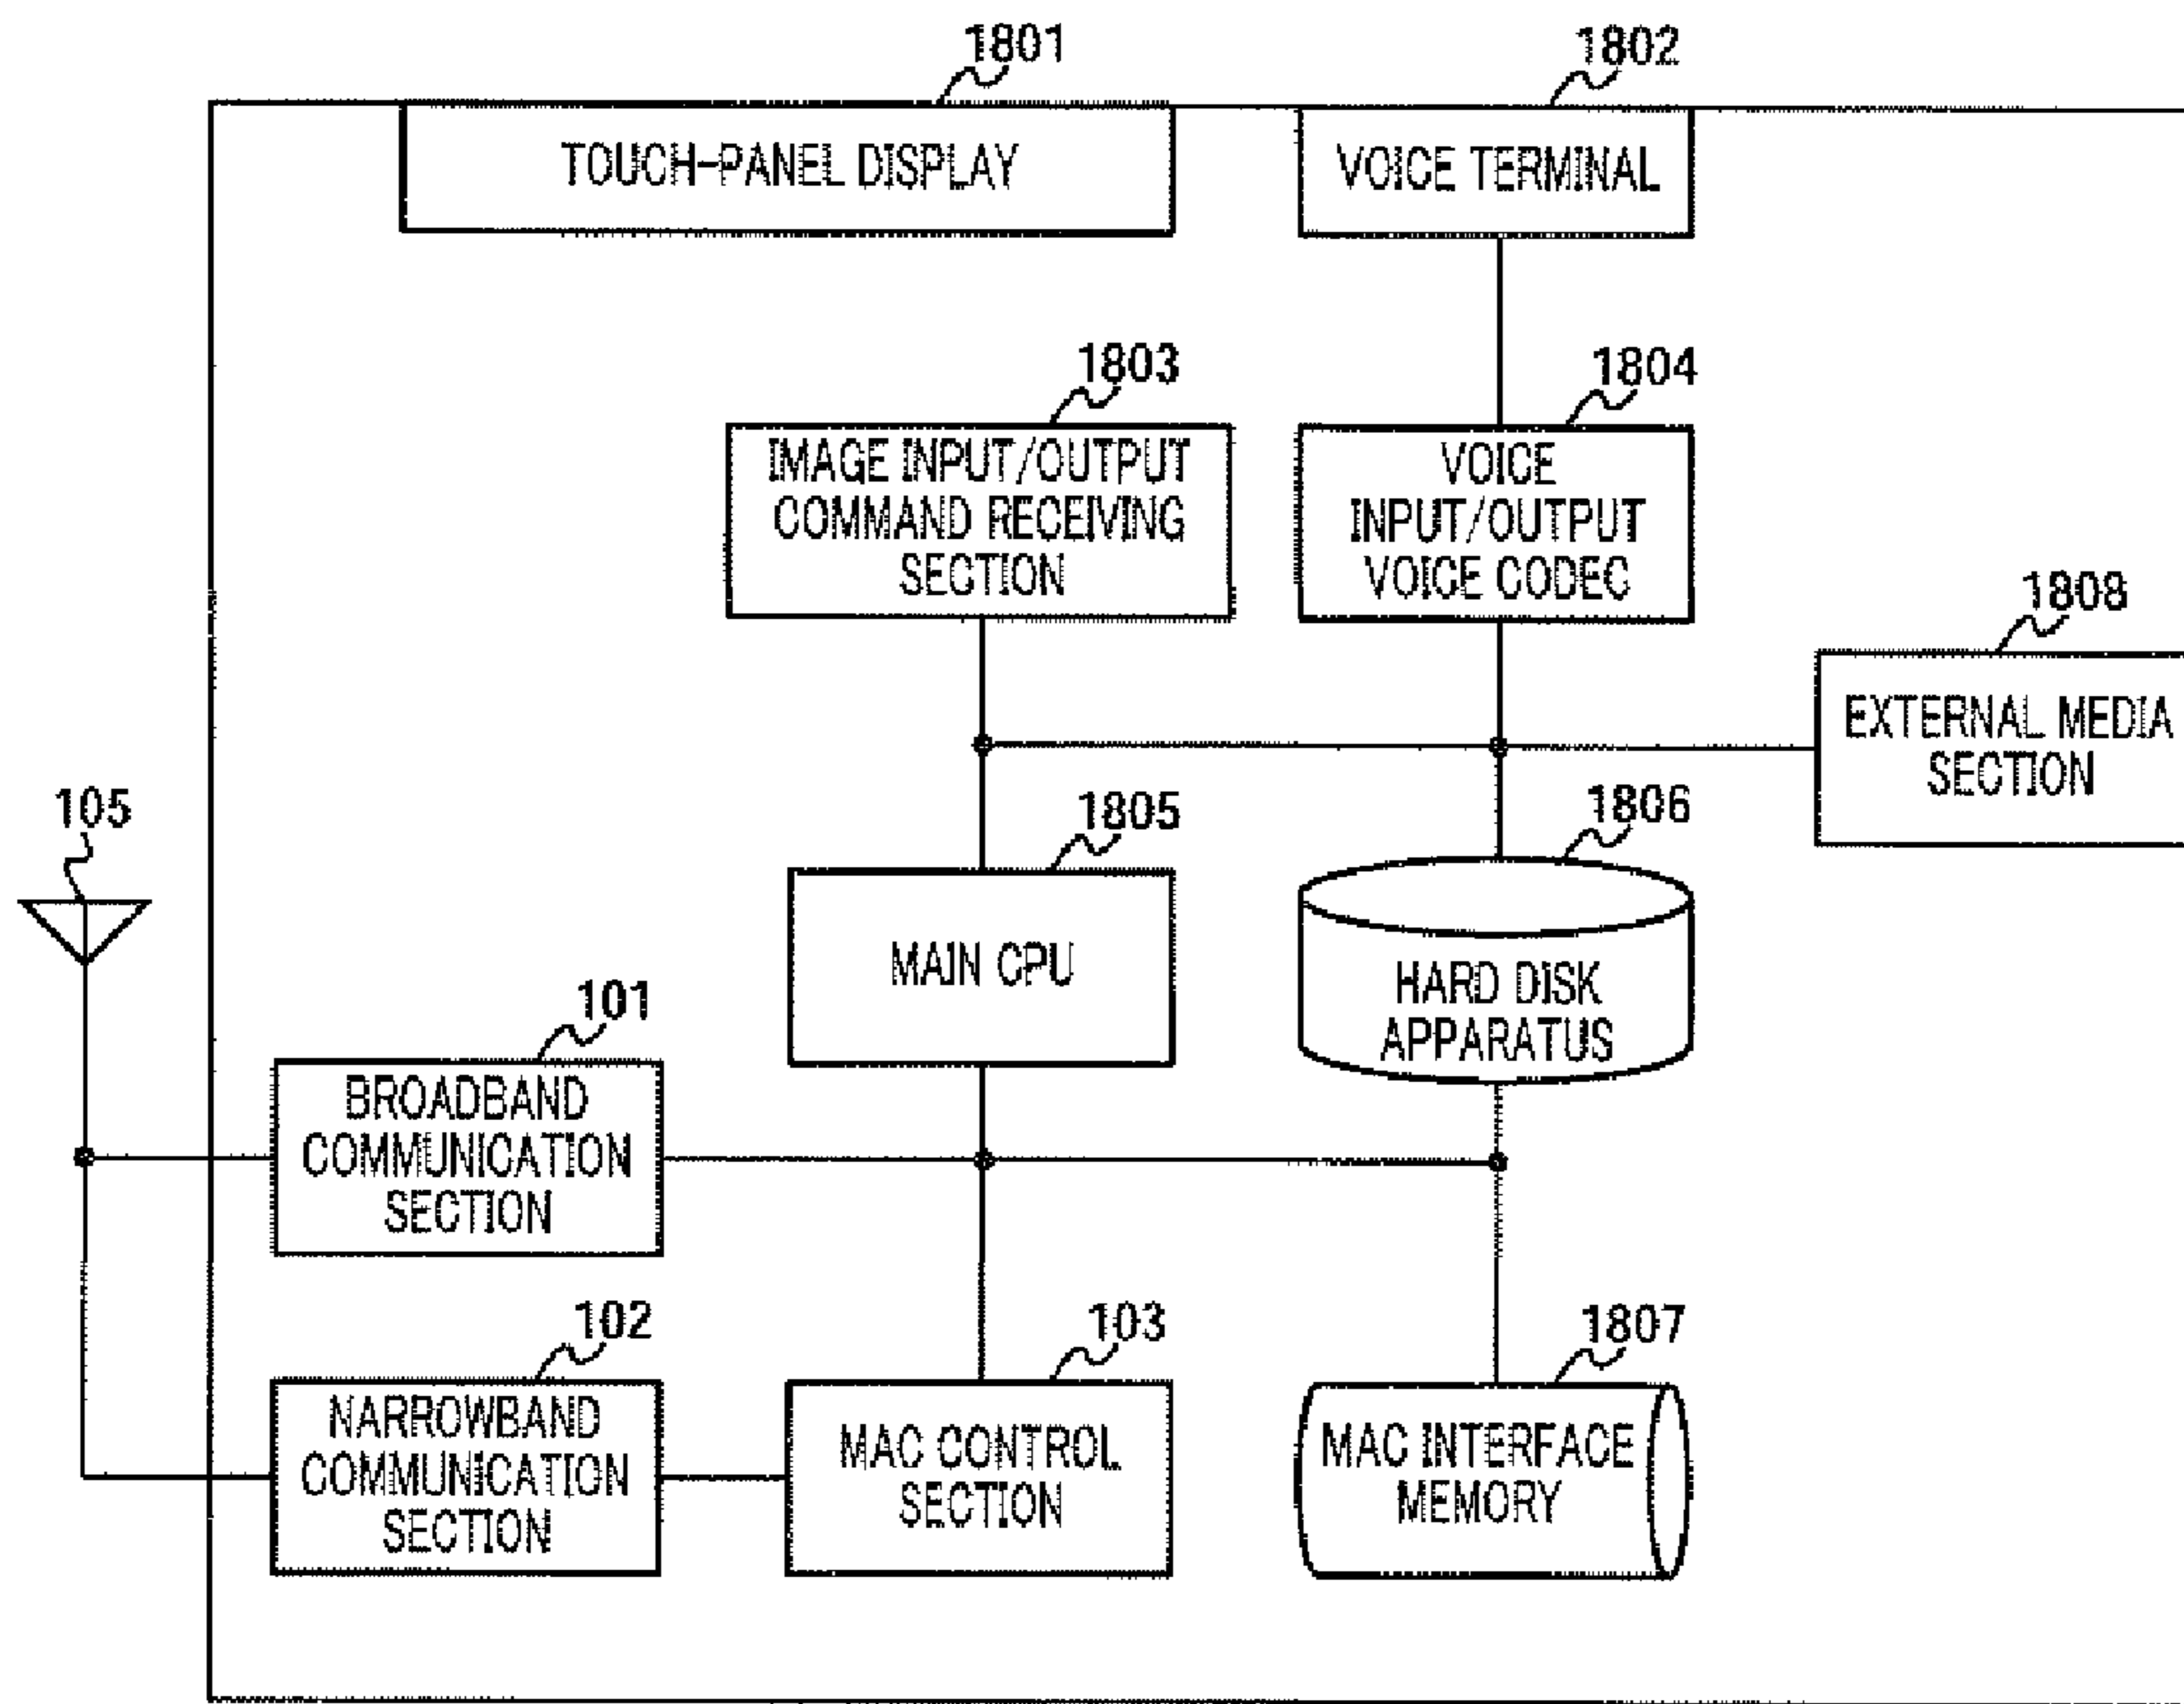 1801
1802
TOUCH-PANEL DISPLAY
VOICE TERMINAL
1803
1804
IMAGE INPUT/OUTPUT
COMMAND RECEIVING
SECTION
VOICE
INPUT/OUTPUT
VOICE CODEC
1808
EXTERNAL MEDIA
SECTION
105
1805
1806
MAIN CPU
HARD DISK
APPARATUS
101
BROADBAND
COMMUNICATION
SECTION
102
103
1807
NARROWBAND
COMMUNICATION
SECTION
MAC CONTROL
SECTION
MAC INTERFACE
MEMORY